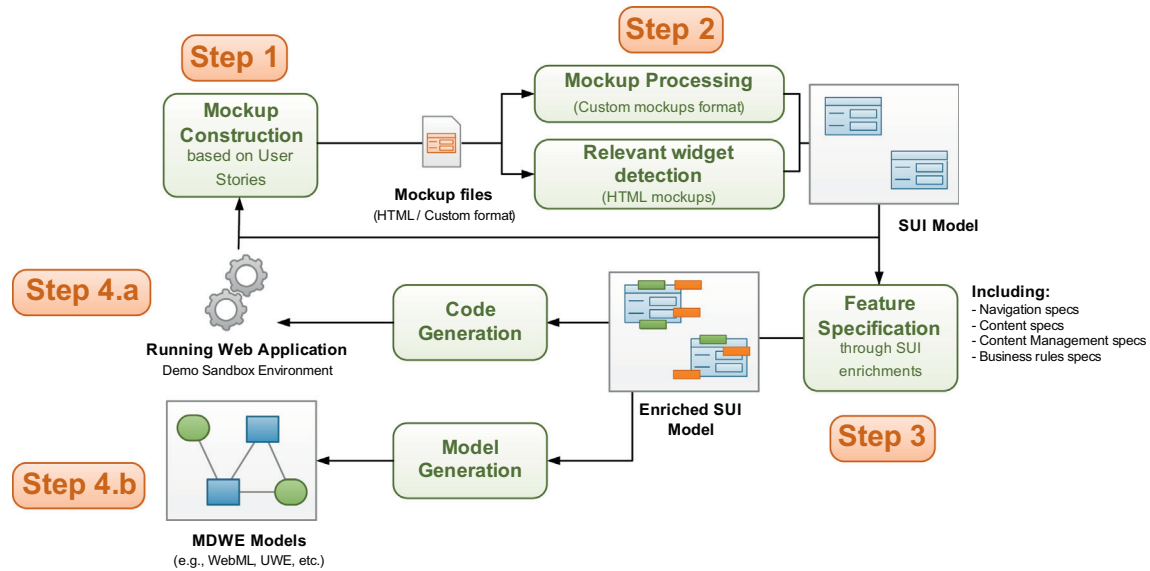 Step 1
Step 2
Mockup
Construction
based on User
Stories
Mockup files
(HTML / Custom format)
Mockup Processing
(Custom mockups format)
Relevant widget
detection
(HTML mockups)
SUI Model
Step 4.a
Running Web Application
Demo Sandbox Environment
Code
Generation
Enriched SUI
Model
Feature
Specification
through SUI
enrichments
Including:
- Navigation specs
- Content specs
- Content Management specs
- Business rules specs
Step 3
Step 4.b
Model
Generation
MDWE Models
(e.g., WebML, UWE, etc.)